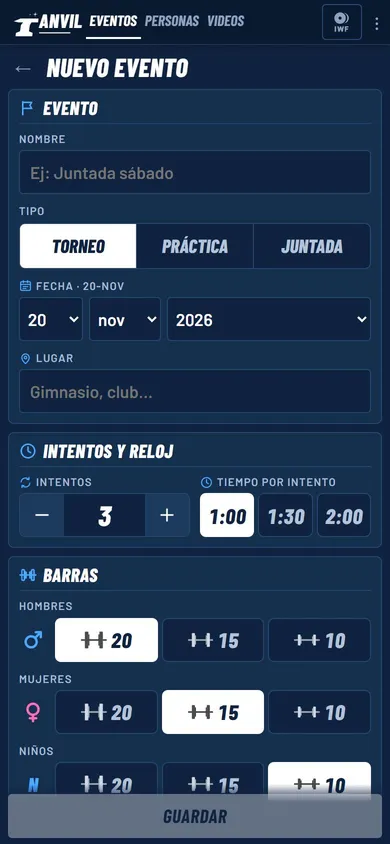 ANVIL EVENTOS PERSONAS VIDEOS IWF
← NUEVO EVENTO
EVENTO
NOMBRE
Ej: Juntada sábado
TIPO
TORNEO PRÁCTICA JUNTADA
FECHA · 20-NOV
20 nov 2026
LUGAR
Gimnasio, club...
INTENTOS Y RELOJ
INTENTOS TIEMPO POR INTENTO
− 3 + 1:00 1:30 2:00
BARRAS
HOMBRES
♂ 20 15 10
MUJERES
♀ 20 15 10
NIÑOS
N 20 15 10
GUARDAR